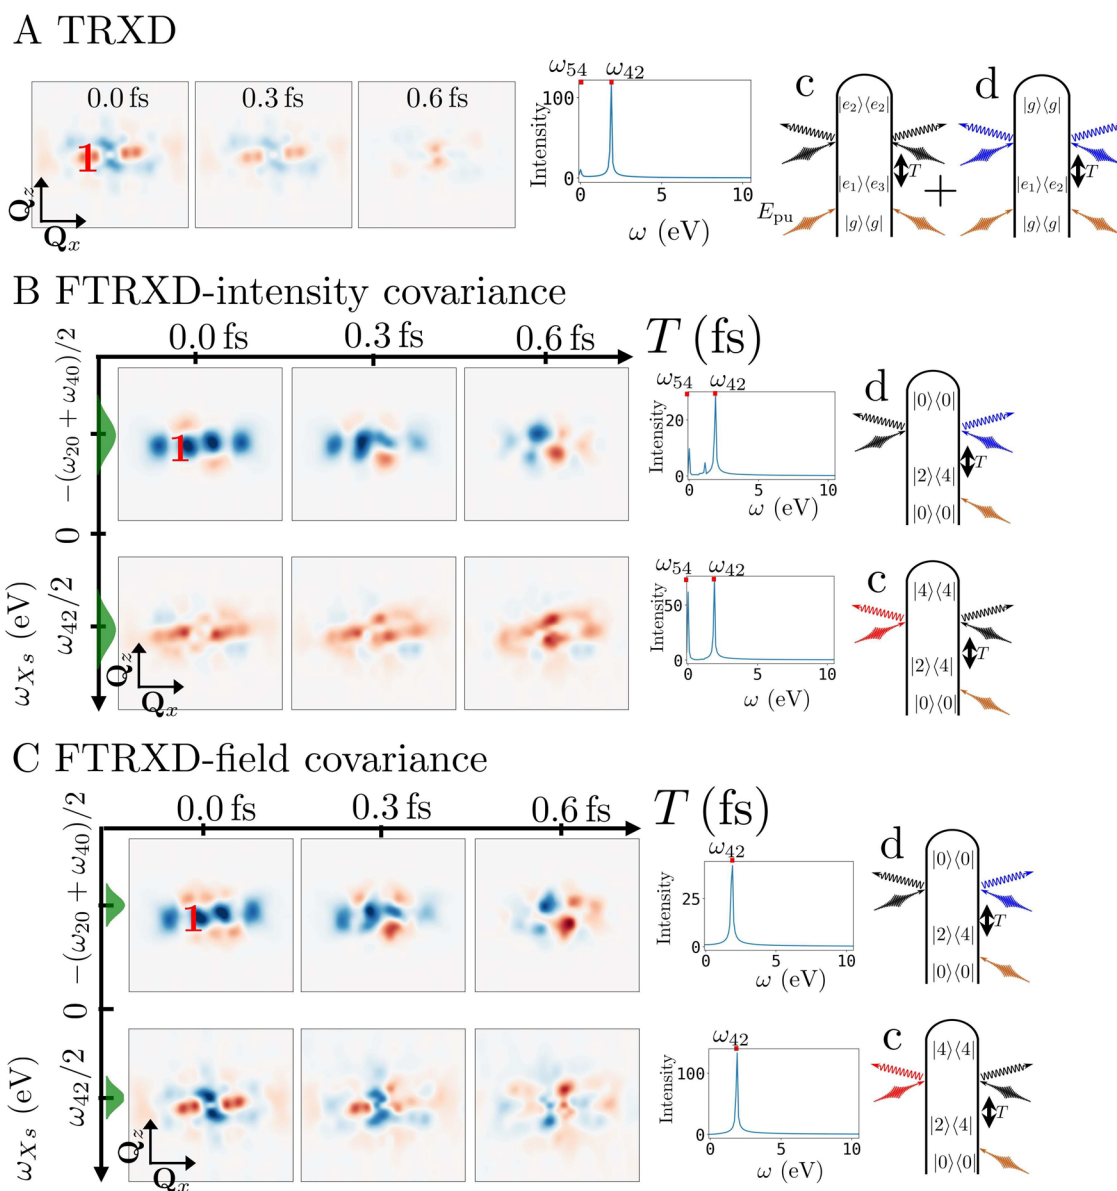 A TRXD
0.0 fs 0.3 fs 0.6 fs
1
Q_z
Q_x
ω_54 ω_42
100
0
Intensity
0 5 10
ω (eV)
c d
|e_2⟩⟨e_2| |g⟩⟨g|
T T
|e_1⟩⟨e_3| + |e_1⟩⟨e_2|
E_pu |g⟩⟨g| |g⟩⟨g|
B FTRXD-intensity covariance
0.0 fs 0.3 fs 0.6 fs T (fs)
−(ω_20 + ω_40)/2
0
ω_42/2
ω_Xs (eV)
1
ω_54 ω_42
20
0
Intensity
0 5 10
ω (eV)
d
|0⟩⟨0|
T
|2⟩⟨4|
|0⟩⟨0|
Q_z
Q_x
ω_54 ω_42
50
0
Intensity
0 5 10
ω (eV)
c
|4⟩⟨4|
T
|2⟩⟨4|
|0⟩⟨0|
C FTRXD-field covariance
0.0 fs 0.3 fs 0.6 fs T (fs)
−(ω_20 + ω_40)/2
0
ω_42/2
ω_Xs (eV)
1
ω_42
25
0
Intensity
0 5 10
ω (eV)
d
|0⟩⟨0|
T
|2⟩⟨4|
|0⟩⟨0|
Q_z
Q_x
ω_42
100
0
Intensity
0 5 10
ω (eV)
c
|4⟩⟨4|
T
|2⟩⟨4|
|0⟩⟨0|